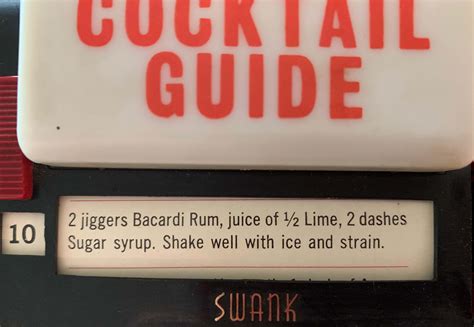 COCKTAIL
GUIDE
10
2 jiggers Bacardi Rum, juice of ½ Lime, 2 dashes
Sugar syrup. Shake well with ice and strain.
SWANK